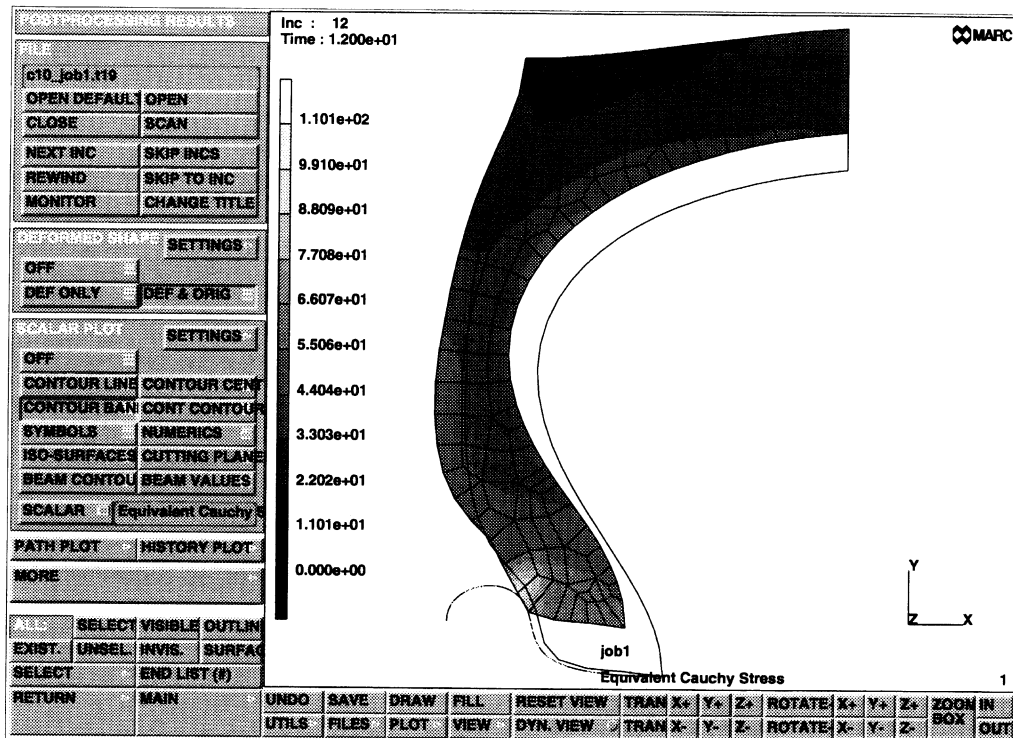 POSTPROCESSING RESULTS
FILE
c10_job1.t19
OPEN DEFAULT OPEN
CLOSE SCAN
NEXT INC SKIP INCS
REWIND SKIP TO INC
MONITOR CHANGE TITLE
DEFORMED SHAPE SETTINGS
OFF
DEF ONLY DEF & ORIG
SCALAR PLOT SETTINGS
OFF
CONTOUR LINE CONTOUR CENT
CONTOUR BAN CONT CONTOUR
SYMBOLS NUMERICS
ISO-SURFACES CUTTING PLANE
BEAM CONTOU BEAM VALUES
SCALAR Equivalent Cauchy S
PATH PLOT HISTORY PLOT
MORE
ALL: SELECT VISIBLE OUTLIN
EXIST. UNSEL. INVIS. SURFAC
SELECT END LIST (#)
RETURN MAIN
Inc : 12
Time : 1.200e+01
MARC
1.101e+02
9.910e+01
8.809e+01
7.708e+01
6.607e+01
5.506e+01
4.404e+01
3.303e+01
2.202e+01
1.101e+01
0.000e+00
Y
Z X
job1
Equivalent Cauchy Stress 1
UNDO SAVE DRAW FILL RESET VIEW TRAN X+ Y+ Z+ ROTATE X+ Y+ Z+ ZOOM IN
UTILS FILES PLOT VIEW DYN. VIEW TRAN X- Y- Z- ROTATE X- Y- Z- BOX OUT